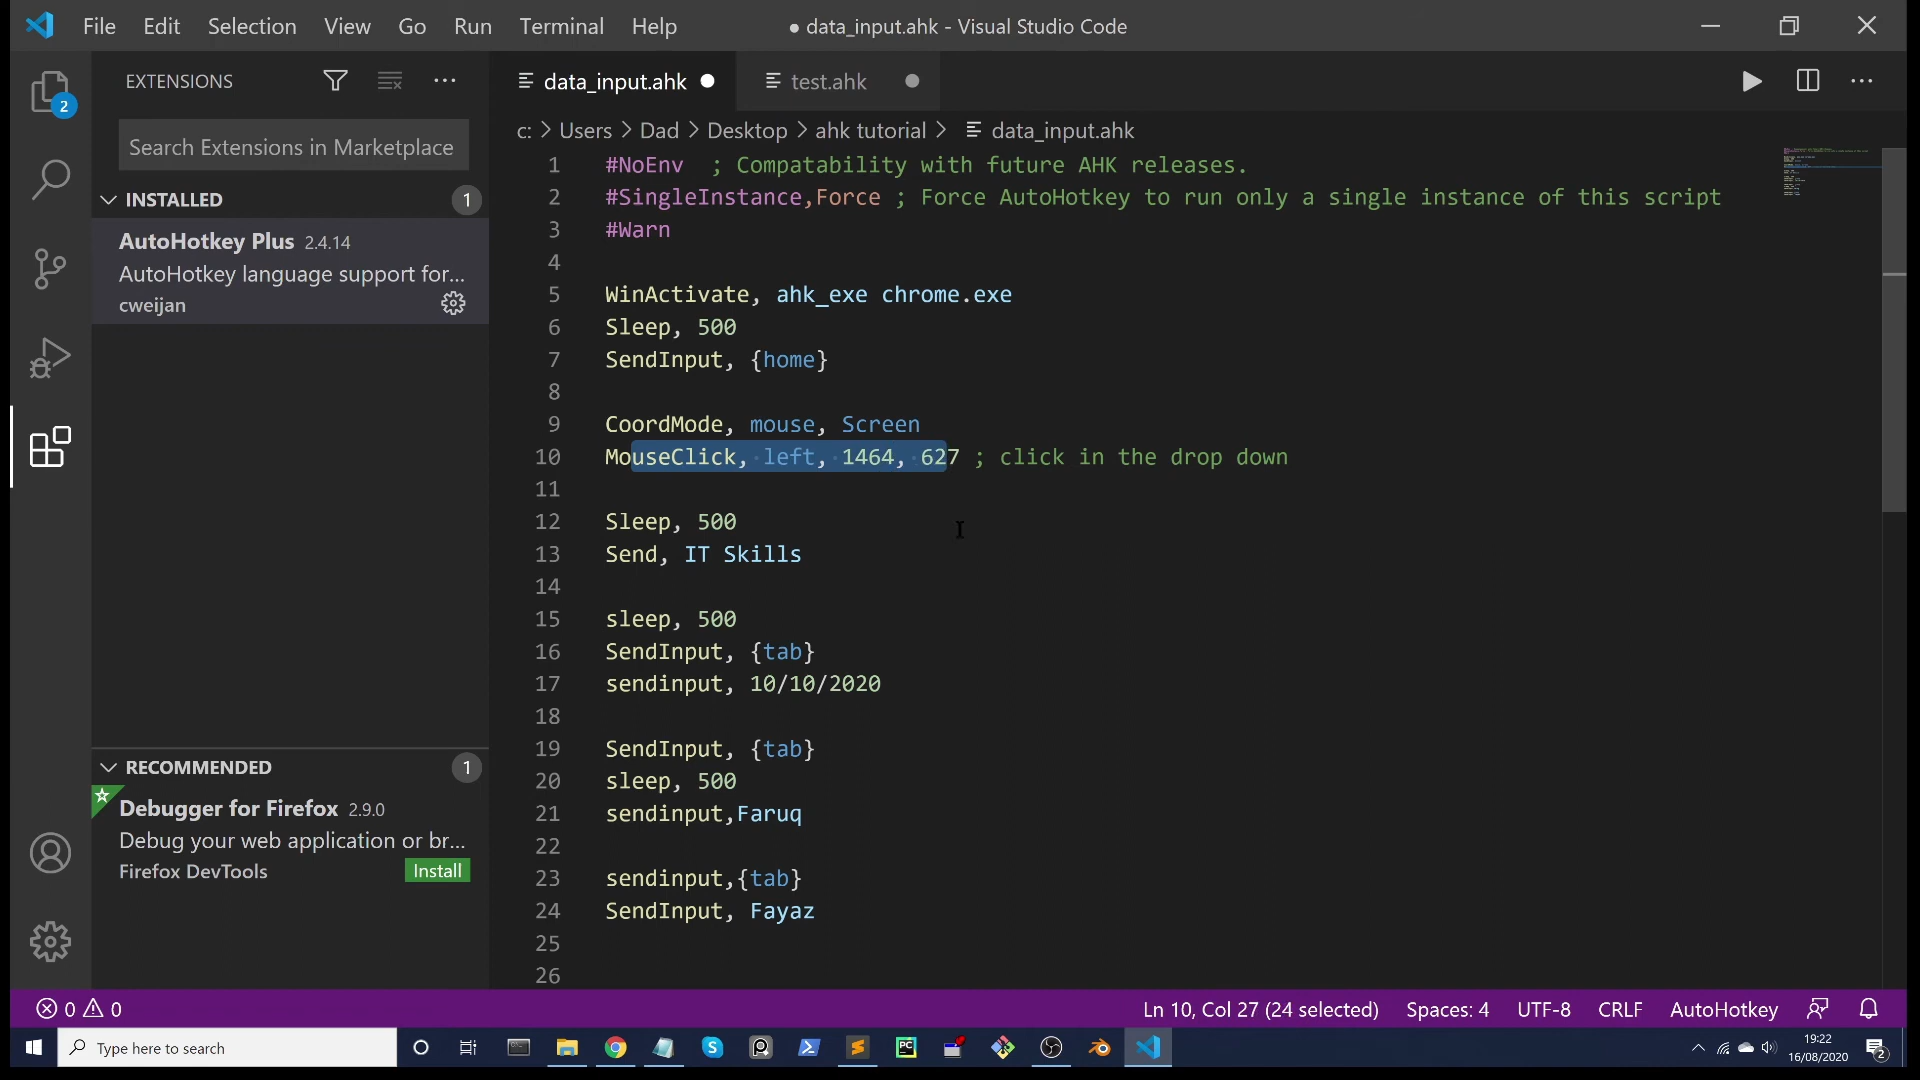 File Edit Selection View Go Run Terminal Help
● data_input.ahk - Visual Studio Code
EXTENSIONS
Search Extensions in Marketplace
INSTALLED
1
AutoHotkey Plus 2.4.14
AutoHotkey language support for...
cweijan
RECOMMENDED
1
Debugger for Firefox 2.9.0
Debug your web application or br...
Firefox DevTools
Install
2
data_input.ahk
test.ahk
c: > Users > Dad > Desktop > ahk tutorial > data_input.ahk
1 #NoEnv ; Compatability with future AHK releases.
2 #SingleInstance,Force ; Force AutoHotkey to run only a single instance of this script
3 #Warn
4
5 WinActivate, ahk_exe chrome.exe
6 Sleep, 500
7 SendInput, {home}
8
9 CoordMode, mouse, Screen
10 MouseClick, left, 1464, 627 ; click in the drop down
11
12 Sleep, 500
13 Send, IT Skills
14
15 sleep, 500
16 SendInput, {tab}
17 sendinput, 10/10/2020
18
19 SendInput, {tab}
20 sleep, 500
21 sendinput,Faruq
22
23 sendinput,{tab}
24 SendInput, Fayaz
25
26
0 0
Ln 10, Col 27 (24 selected)
Spaces: 4
UTF-8
CRLF
AutoHotkey
Type here to search
19:22
16/08/2020
2